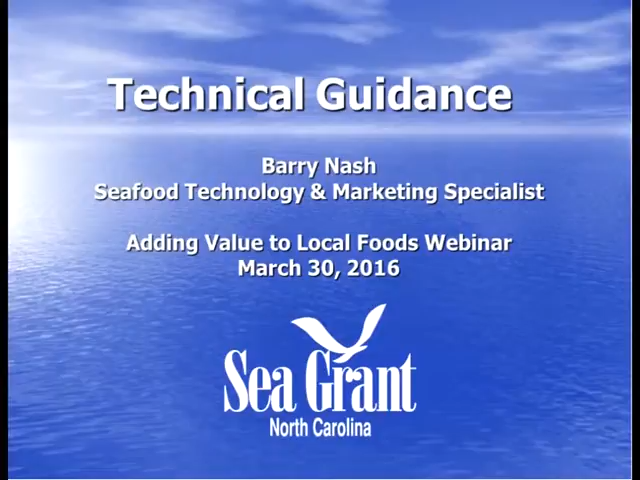 Technical Guidance
Barry Nash
Seafood Technology & Marketing Specialist
Adding Value to Local Foods Webinar
March 30, 2016
Sea Grant
North Carolina